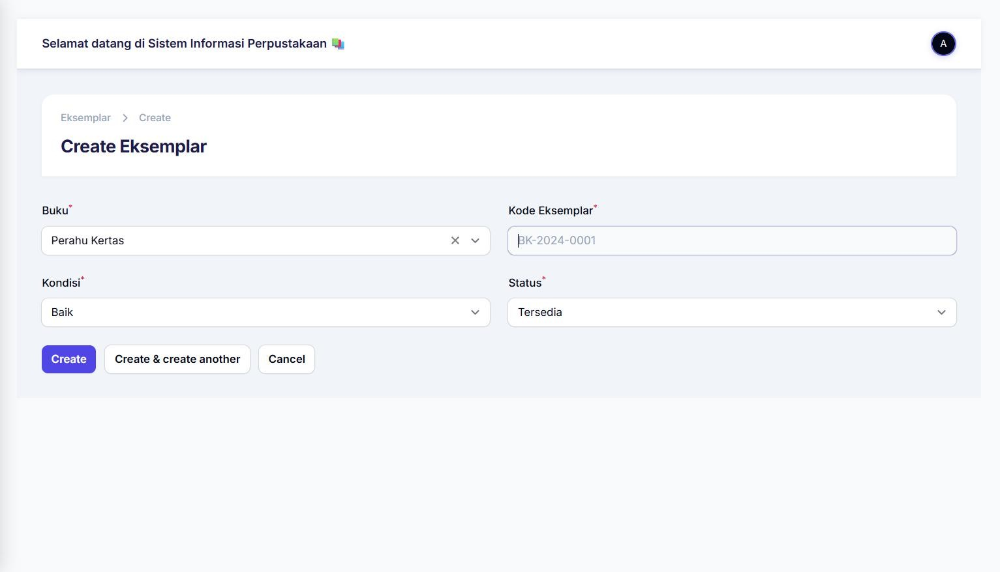 Selamat datang di Sistem Informasi Perpustakaan
A
Eksemplar > Create
Create Eksemplar
Buku*
Perahu Kertas
Kode Eksemplar*
BK-2024-0001
Kondisi*
Baik
Status*
Tersedia
Create
Create & create another
Cancel